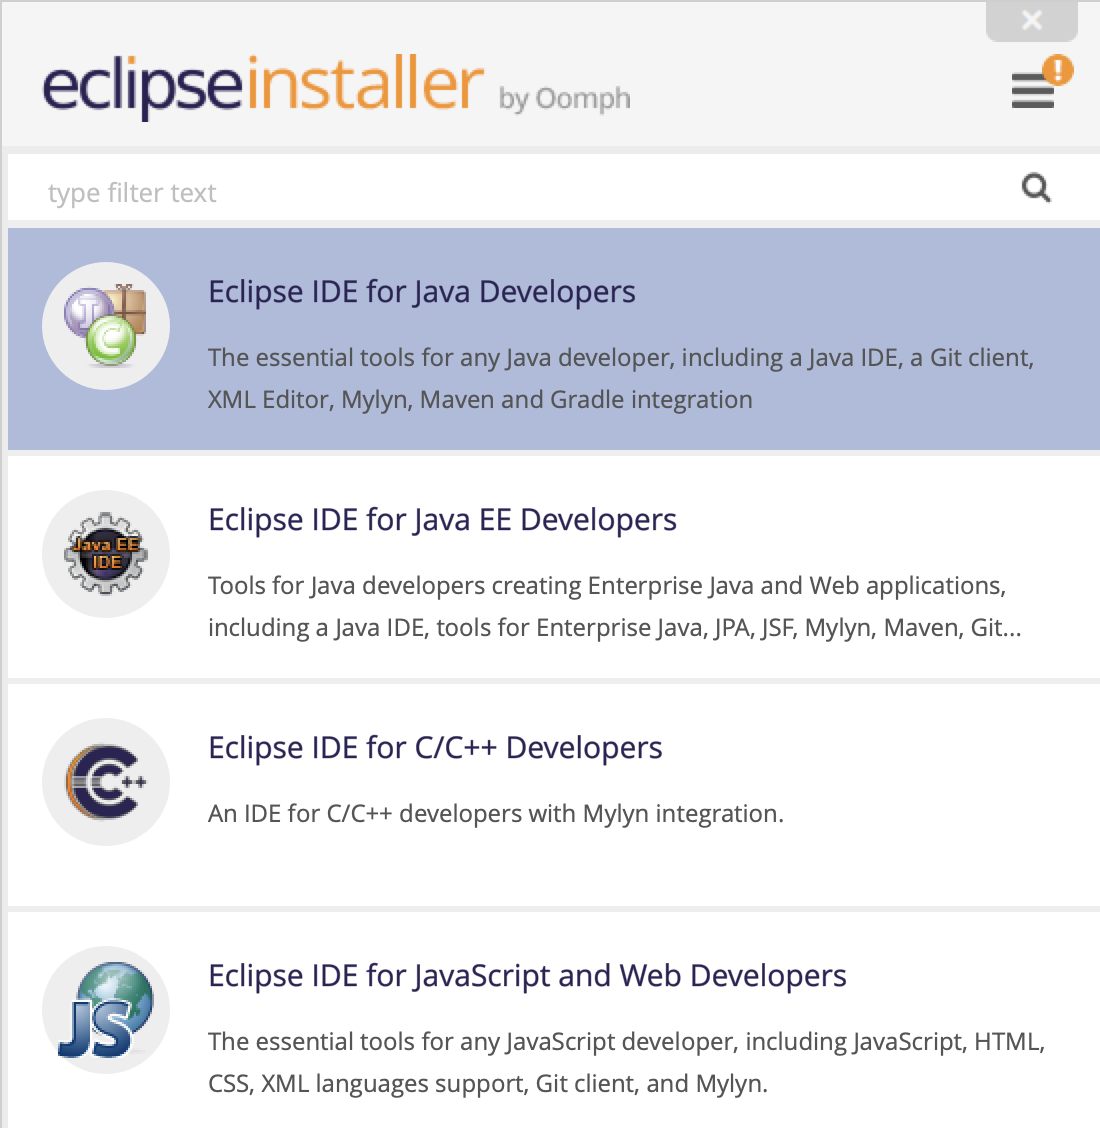 eclipseinstaller by Oomph
type filter text
Eclipse IDE for Java Developers
The essential tools for any Java developer, including a Java IDE, a Git client,
XML Editor, Mylyn, Maven and Gradle integration
Java EE
IDE
Eclipse IDE for Java EE Developers
Tools for Java developers creating Enterprise Java and Web applications,
including a Java IDE, tools for Enterprise Java, JPA, JSF, Mylyn, Maven, Git...
C++
Eclipse IDE for C/C++ Developers
An IDE for C/C++ developers with Mylyn integration.
JS
Eclipse IDE for JavaScript and Web Developers
The essential tools for any JavaScript developer, including JavaScript, HTML,
CSS, XML languages support, Git client, and Mylyn.